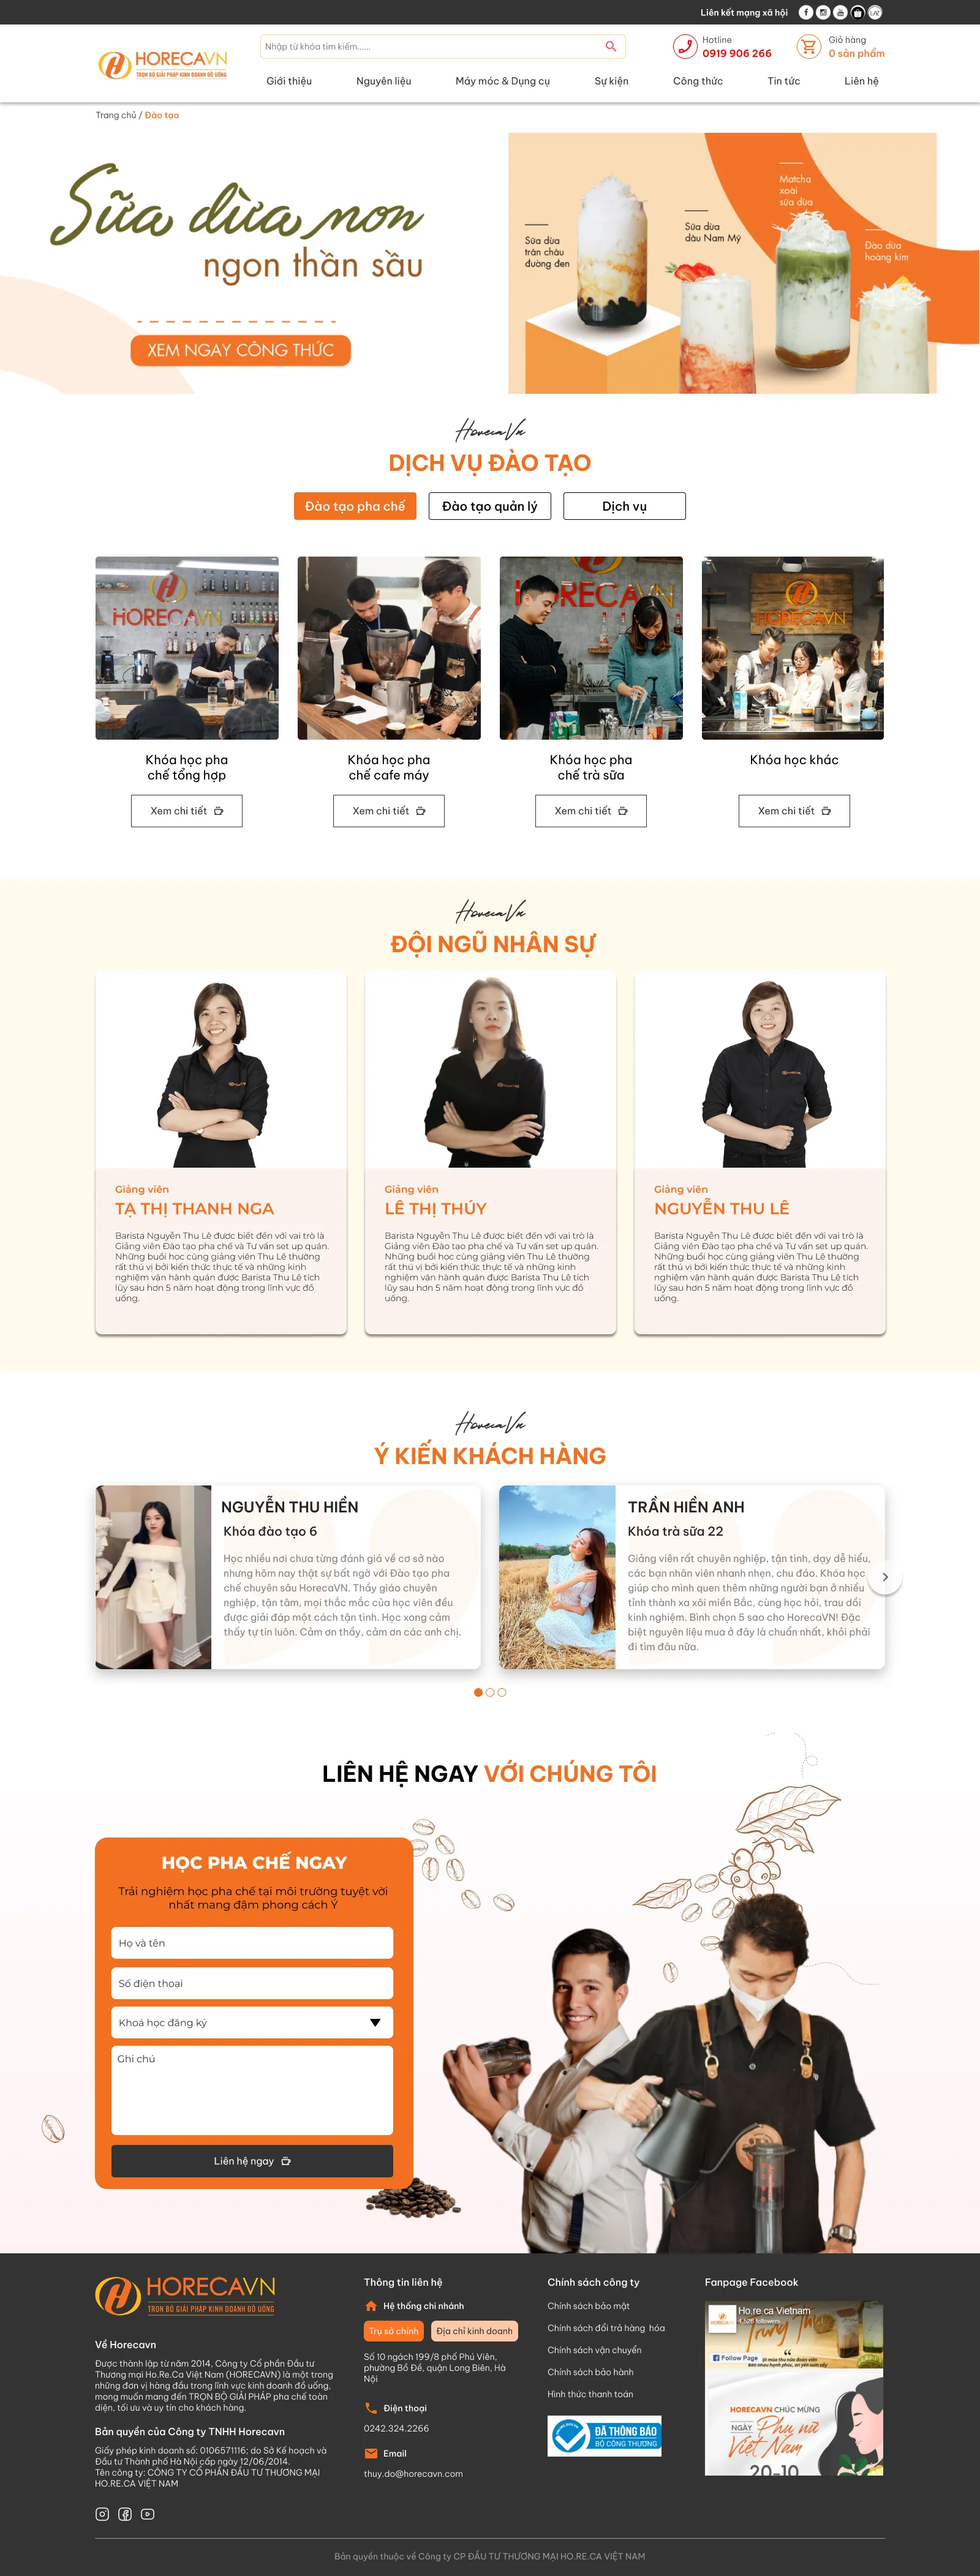 Liên kết mạng xã hội
HORECAVN
TRỌN BỘ GIẢI PHÁP KINH DOANH ĐỒ UỐNG
Nhập từ khóa tìm kiếm......
Hotline
0919 906 266
Giỏ hàng
0 sản phẩm
Giới thiệu
Nguyên liệu
Máy móc & Dụng cụ
Sự kiện
Công thức
Tin tức
Liên hệ
Trang chủ / Đào tạo
Sữa dừa non
ngon thần sầu
XEM NGAY CÔNG THỨC
Sữa dừa
trân châu
đường đen
Sữa dừa
dâu Nam Mỹ
Matcha
xoài
sữa dừa
Đào dừa
hoàng kim
HorecaVn
DỊCH VỤ ĐÀO TẠO
Đào tạo pha chế
Đào tạo quản lý
Dịch vụ
HORECAVN
HORECAVN
HORECAVN
Khóa học pha
chế tổng hợp
Khóa học pha
chế cafe máy
Khóa học pha
chế trà sữa
Khóa học khác
Xem chi tiết
Xem chi tiết
Xem chi tiết
Xem chi tiết
HorecaVn
ĐỘI NGŨ NHÂN SỰ
Giảng viên
TẠ THỊ THANH NGA
Barista Nguyễn Thu Lê được biết đến với vai trò là
Giảng viên Đào tạo pha chế và Tư vấn set up quán.
Những buổi học cùng giảng viên Thu Lê thường
rất thú vị bởi kiến thức thực tế và những kinh
nghiệm vận hành quán được Barista Thu Lê tích
lũy sau hơn 5 năm hoạt động trong lĩnh vực đồ
uống.
Giảng viên
LÊ THỊ THÚY
Barista Nguyễn Thu Lê được biết đến với vai trò là
Giảng viên Đào tạo pha chế và Tư vấn set up quán.
Những buổi học cùng giảng viên Thu Lê thường
rất thú vị bởi kiến thức thực tế và những kinh
nghiệm vận hành quán được Barista Thu Lê tích
lũy sau hơn 5 năm hoạt động trong lĩnh vực đồ
uống.
Giảng viên
NGUYỄN THU LÊ
Barista Nguyễn Thu Lê được biết đến với vai trò là
Giảng viên Đào tạo pha chế và Tư vấn set up quán.
Những buổi học cùng giảng viên Thu Lê thường
rất thú vị bởi kiến thức thực tế và những kinh
nghiệm vận hành quán được Barista Thu Lê tích
lũy sau hơn 5 năm hoạt động trong lĩnh vực đồ
uống.
HorecaVn
Ý KIẾN KHÁCH HÀNG
NGUYỄN THU HIỀN
Khóa đào tạo 6
Học nhiều nơi chưa từng đánh giá về cơ sở nào
nhưng hôm nay thật sự bất ngờ với Đào tạo pha
chế chuyên sâu HorecaVN. Thầy giáo chuyên
nghiệp, tận tâm, mọi thắc mắc của học viên đều
được giải đáp một cách tận tình. Học xong cảm
thấy tự tin luôn. Cảm ơn thầy, cảm ơn các anh chị.
TRẦN HIỀN ANH
Khóa trà sữa 22
Giảng viên rất chuyên nghiệp, tận tình, dạy dễ hiểu,
các bạn nhân viên nhanh nhẹn, chu đáo. Khóa học
giúp cho mình quen thêm những người bạn ở nhiều
tỉnh thành xa xôi miền Bắc, cùng học hỏi, trau dồi
kinh nghiệm. Bình chọn 5 sao cho HorecaVN! Đặc
biệt nguyên liệu mua ở đây là chuẩn nhất, khỏi phải
đi tìm đâu nữa.
LIÊN HỆ NGAY VỚI CHÚNG TÔI
HỌC PHA CHẾ NGAY
Trải nghiệm học pha chế tại môi trường tuyệt vời
nhất mang đậm phong cách Ý
Họ và tên
Số điện thoại
Khoá học đăng ký
Ghi chú
Liên hệ ngay
HORECAVN
TRỌN BỘ GIẢI PHÁP KINH DOANH ĐỒ UỐNG
Về Horecavn
Được thành lập từ năm 2014, Công ty Cổ phần Đầu tư
Thương mại Ho.Re.Ca Việt Nam (HORECAVN) là một trong
những đơn vị hàng đầu trong lĩnh vực kinh doanh đồ uống,
mong muốn mang đến TRỌN BỘ GIẢI PHÁP pha chế toàn
diện, tối ưu và uy tín cho khách hàng.
Bản quyền của Công ty TNHH Horecavn
Giấy phép kinh doanh số: 0106571116; do Sở Kế hoạch và
Đầu tư Thành phố Hà Nội cấp ngày 12/06/2014.
Tên công ty: CÔNG TY CỔ PHẦN ĐẦU TƯ THƯƠNG MẠI
HO.RE.CA VIỆT NAM
Thông tin liên hệ
Hệ thống chi nhánh
Trụ sở chính
Địa chỉ kinh doanh
Số 10 ngách 199/8 phố Phú Viên,
phường Bồ Đề, quận Long Biên, Hà
Nội
Điện thoại
0242.324.2266
Email
thuy.do@horecavn.com
Chính sách công ty
Chính sách bảo mật
Chính sách đổi trả hàng hóa
Chính sách vận chuyển
Chính sách bảo hành
Hình thức thanh toán
ĐÃ THÔNG BÁO
BỘ CÔNG THƯƠNG
Fanpage Facebook
Ho.re ca Vietnam
Follow Page
HORECAVN CHÚC MỪNG
NGÀY
Phụ nữ
Việt Nam
20-10
Bản quyền thuộc về Công ty CP ĐẦU TƯ THƯƠNG MẠI HO.RE.CA VIỆT NAM